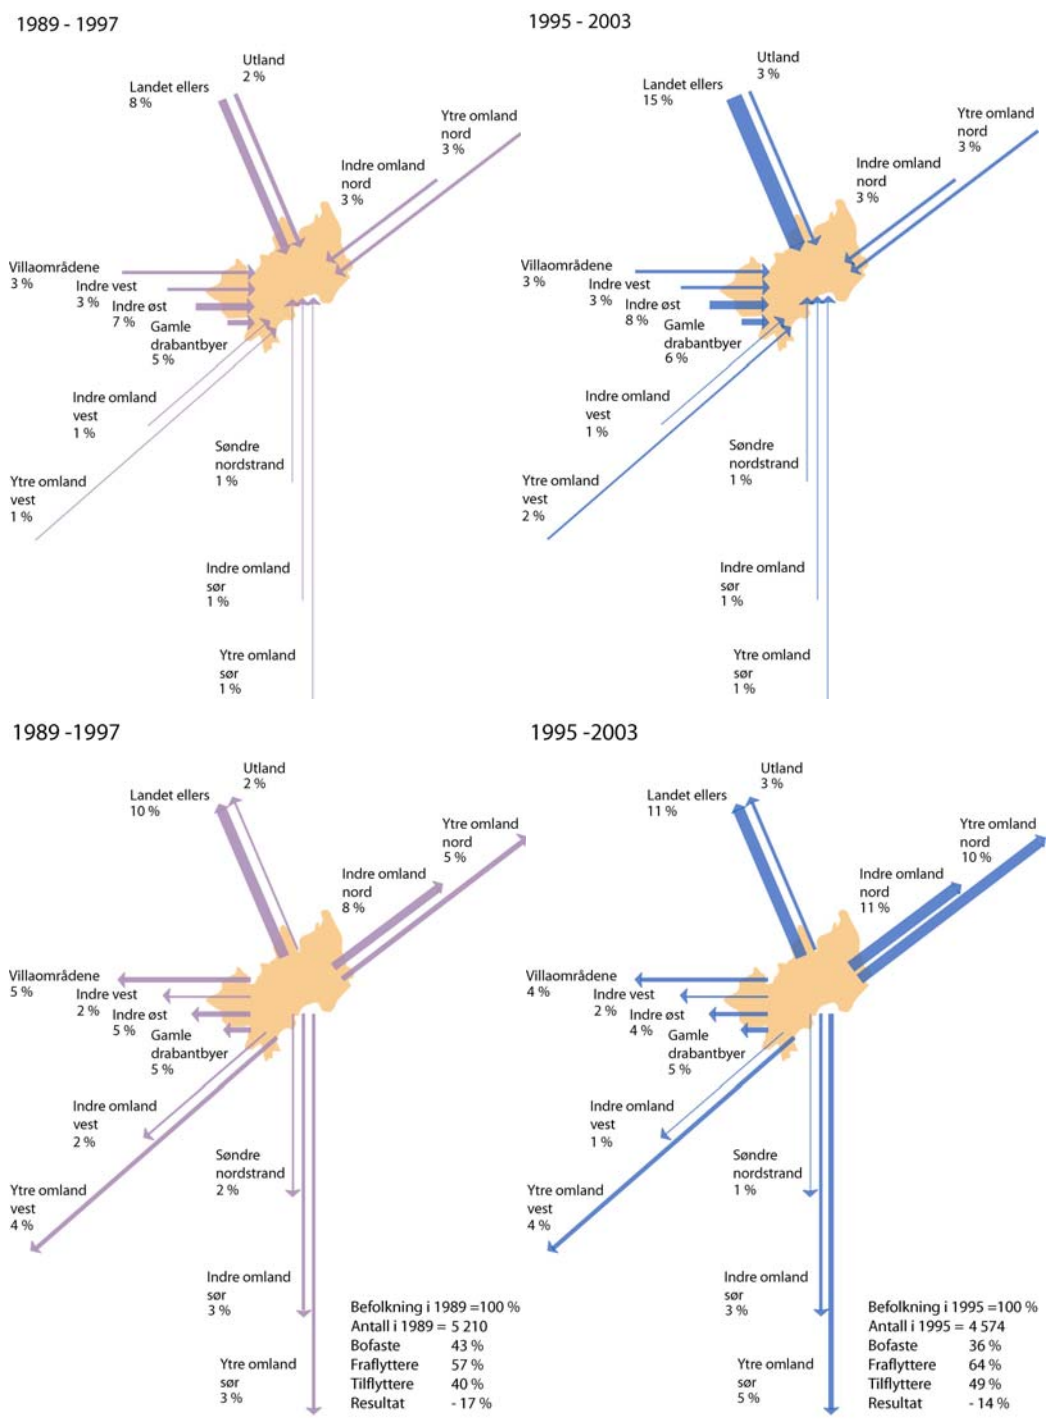 1989 - 1997
Utland
2 %
Landet ellers
8 %
Ytre omland
nord
3 %
Indre omland
nord
3 %
Villaområdene
3 %
Indre vest
3 %
Indre øst
7 %
Gamle
drabantbyer
5 %
Indre omland
vest
1 %
Søndre
nordstrand
1 %
Ytre omland
vest
1 %
Indre omland
sør
1 %
Ytre omland
sør
1 %
1995 - 2003
Utland
3 %
Landet ellers
15 %
Ytre omland
nord
3 %
Indre omland
nord
3 %
Villaområdene
3 %
Indre vest
3 %
Indre øst
8 %
Gamle
drabantbyer
6 %
Indre omland
vest
1 %
Søndre
nordstrand
1 %
Ytre omland
vest
2 %
Indre omland
sør
1 %
Ytre omland
sør
1 %
1989 -1997
Utland
2 %
Landet ellers
10 %
Ytre omland
nord
5 %
Indre omland
nord
8 %
Villaområdene
5 %
Indre vest
2 %
Indre øst
5 %
Gamle
drabantbyer
5 %
Indre omland
vest
2 %
Søndre
nordstrand
2 %
Ytre omland
vest
4 %
Indre omland
sør
3 %
Ytre omland
sør
3 %
Befolkning i 1989 =100 %
Antall i 1989 = 5 210
Bofaste 43 %
Fraflyttere 57 %
Tilflyttere 40 %
Resultat - 17 %
1995 -2003
Utland
3 %
Landet ellers
11 %
Ytre omland
nord
10 %
Indre omland
nord
11 %
Villaområdene
4 %
Indre vest
2 %
Indre øst
4 %
Gamle
drabantbyer
5 %
Indre omland
vest
1 %
Søndre
nordstrand
1 %
Ytre omland
vest
4 %
Indre omland
sør
3 %
Ytre omland
sør
5 %
Befolkning i 1995 =100 %
Antall i 1995 = 4 574
Bofaste 36 %
Fraflyttere 64 %
Tilflyttere 49 %
Resultat - 14 %